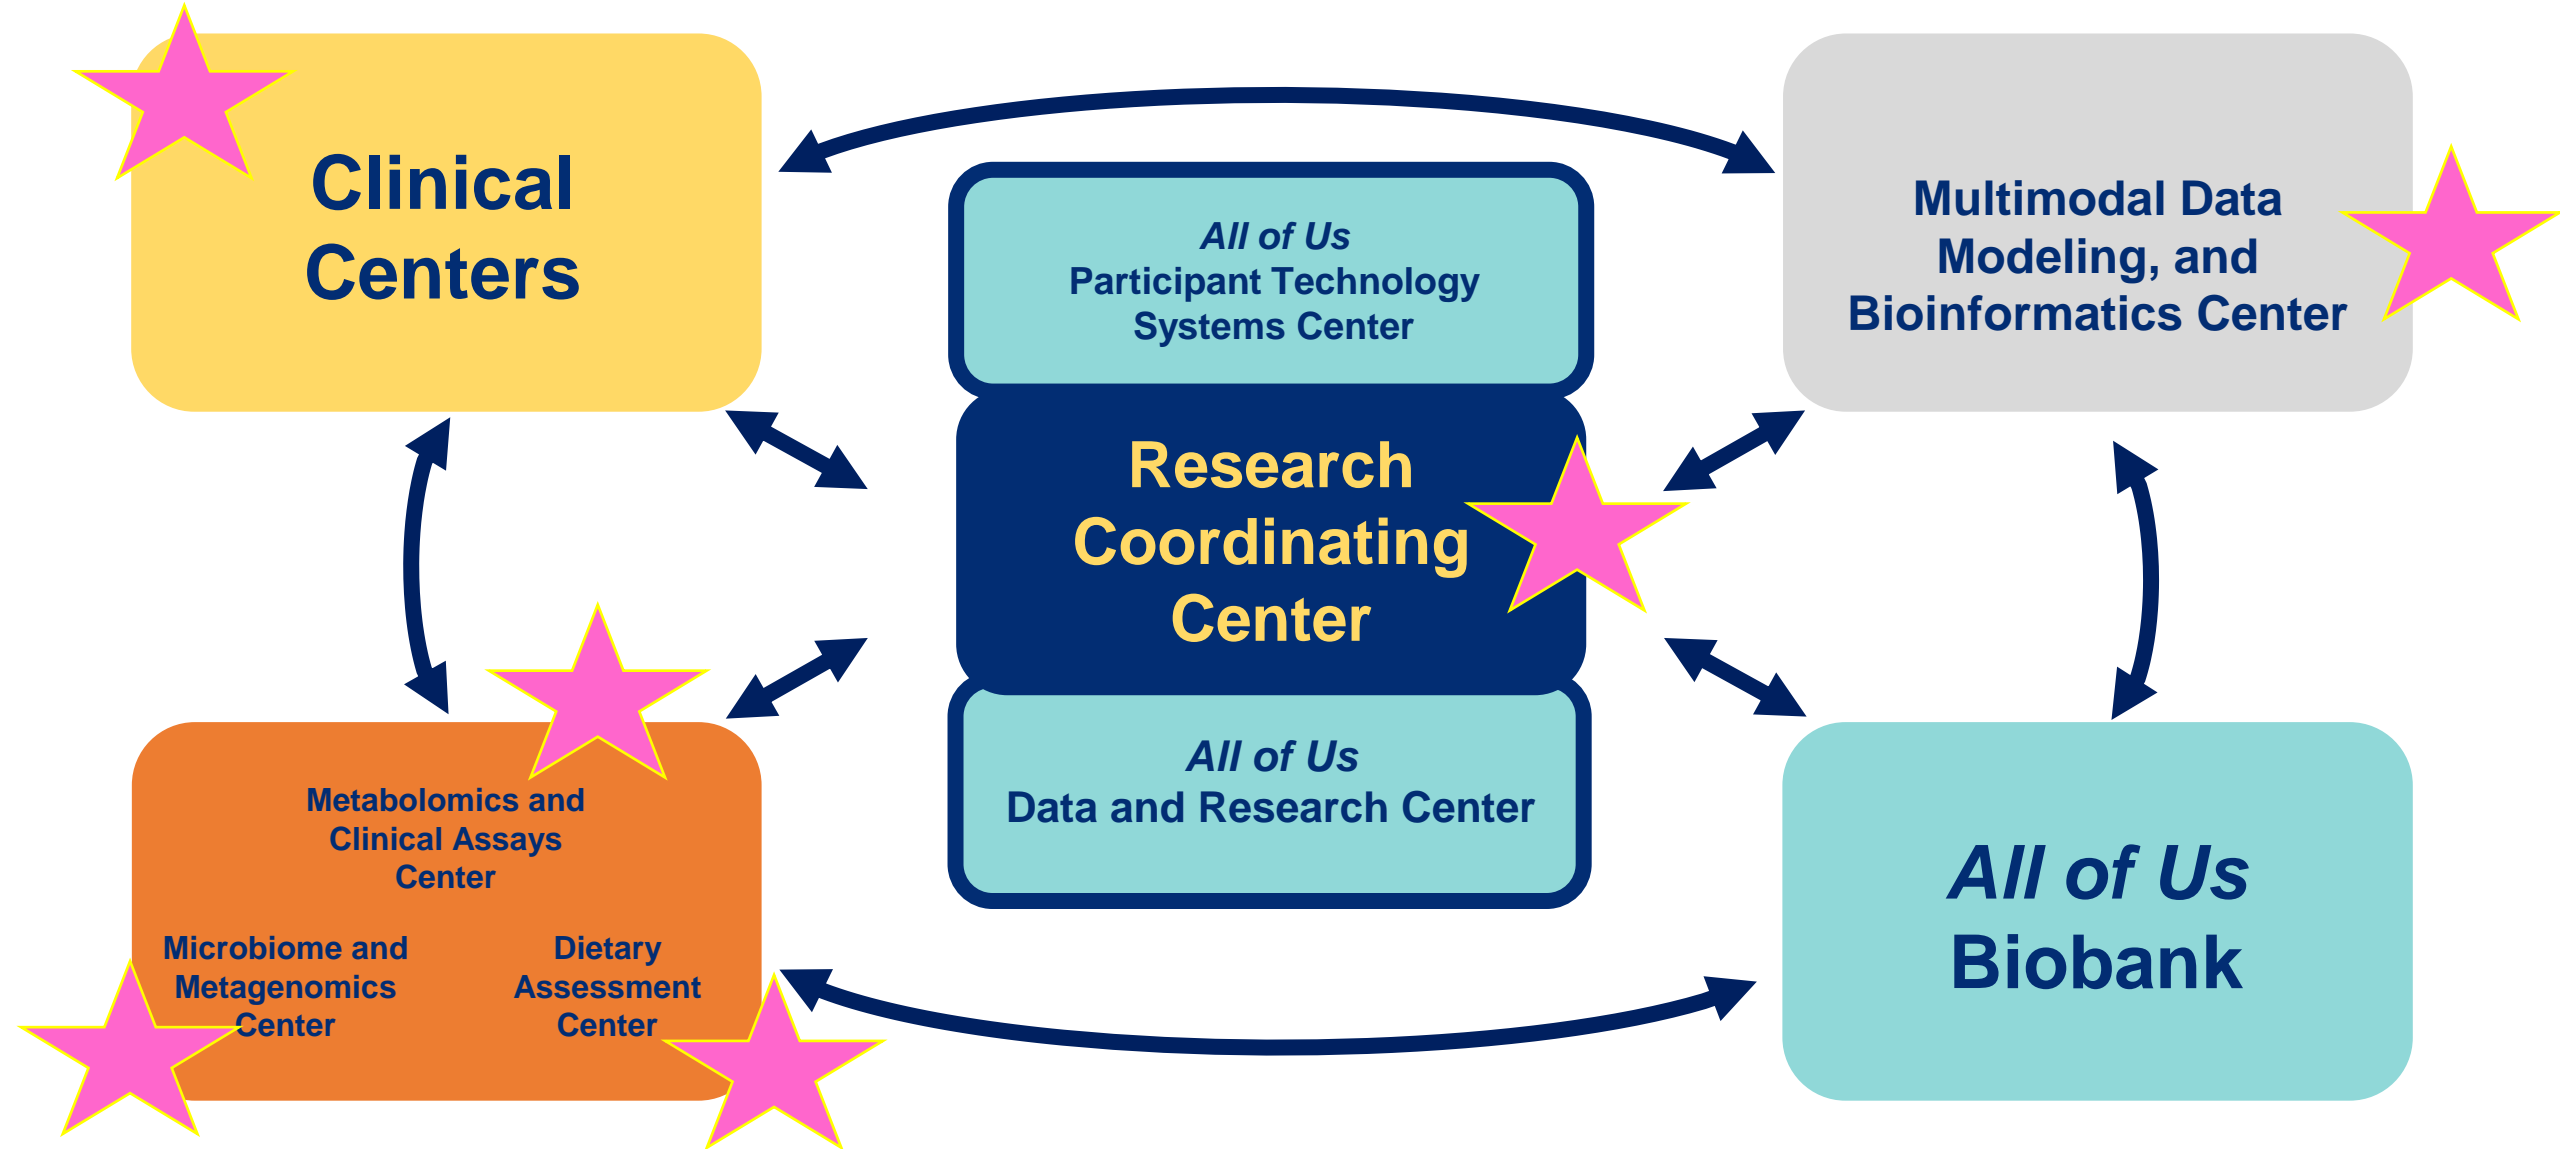 Clinical
Centers
All of Us
Participant Technology
Systems Center
Multimodal Data
Modeling, and
Bioinformatics Center
Research
Coordinating
Center
Metabolomics and
Clinical Assays
Center
Microbiome and
Metagenomics
Center
Dietary
Assessment
Center
All of Us
Data and Research Center
All of Us
Biobank